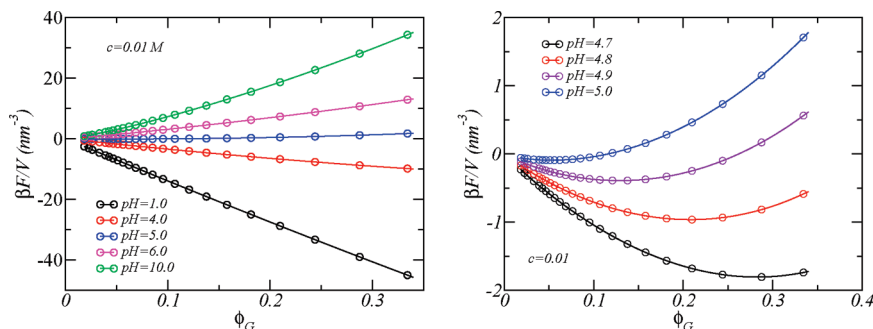 40
20
0
-20
-40
βF/V (nm⁻³)
c=0.01 M
pH=1.0
pH=4.0
pH=5.0
pH=6.0
pH=10.0
0 0.1 0.2 0.3
ϕG
2
1
0
-1
-2
βF/V (nm⁻³)
pH=4.7
pH=4.8
pH=4.9
pH=5.0
c=0.01
0 0.1 0.2 0.3 0.4
ϕG